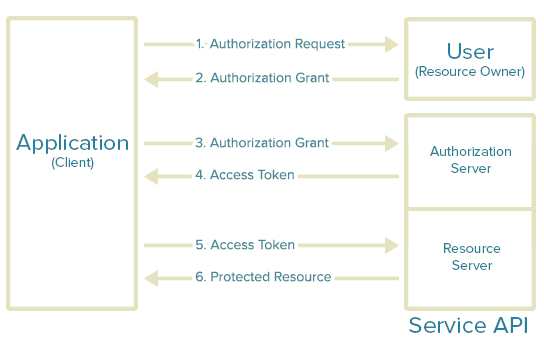 Application
(Client)
1. Authorization Request
2. Authorization Grant
3. Authorization Grant
4. Access Token
5. Access Token
6. Protected Resource
User
(Resource Owner)
Authorization
Server
Resource
Server
Service API